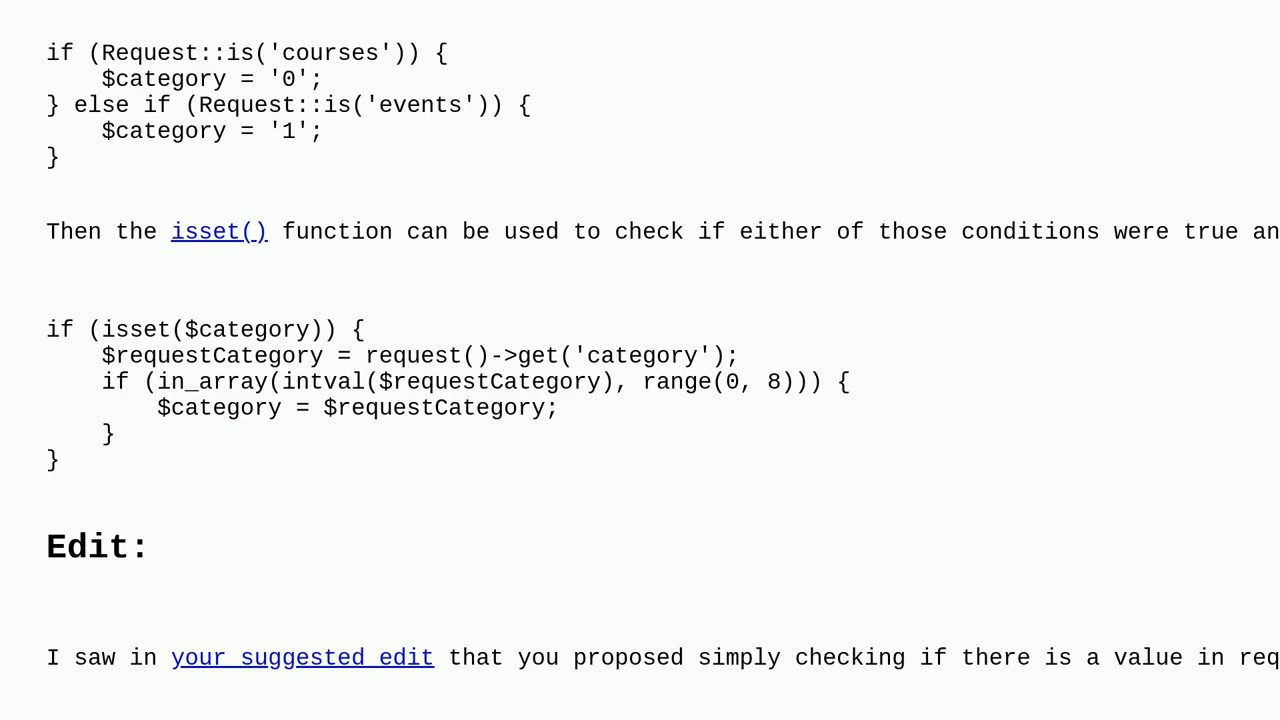 if (Request::is('courses')) {
    $category = '0';
} else if (Request::is('events')) {
    $category = '1';
}
Then the isset() function can be used to check if either of those conditions were true an
if (isset($category)) {
    $requestCategory = request()->get('category');
    if (in_array(intval($requestCategory), range(0, 8))) {
        $category = $requestCategory;
    }
}
Edit:
I saw in your suggested edit that you proposed simply checking if there is a value in req